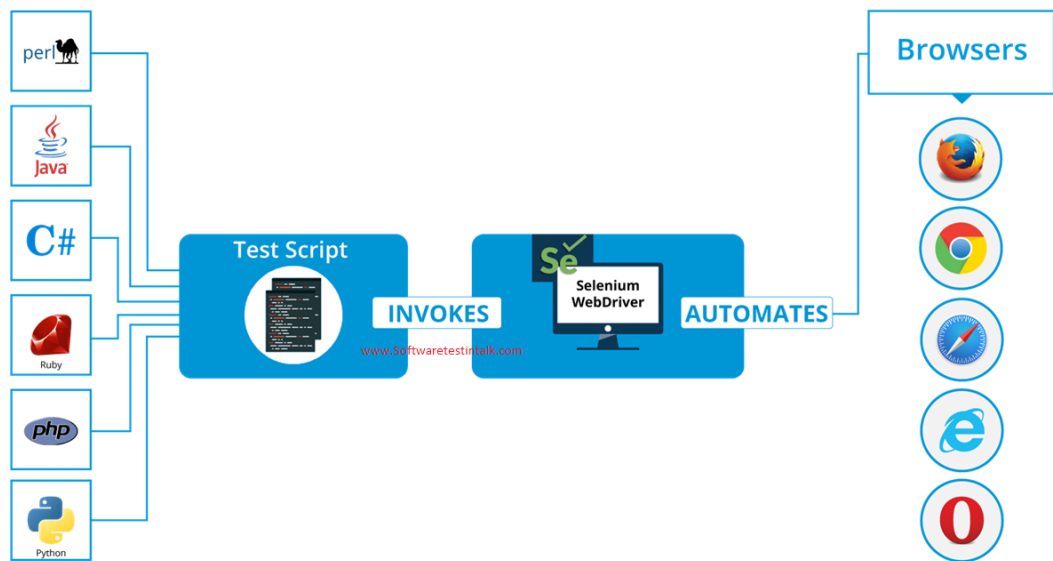 perl
Java
C#
Ruby
php
Python
Test Script
INVOKES
www.Softwaretestintalk.com
Se
Selenium
WebDriver
AUTOMATES
Browsers